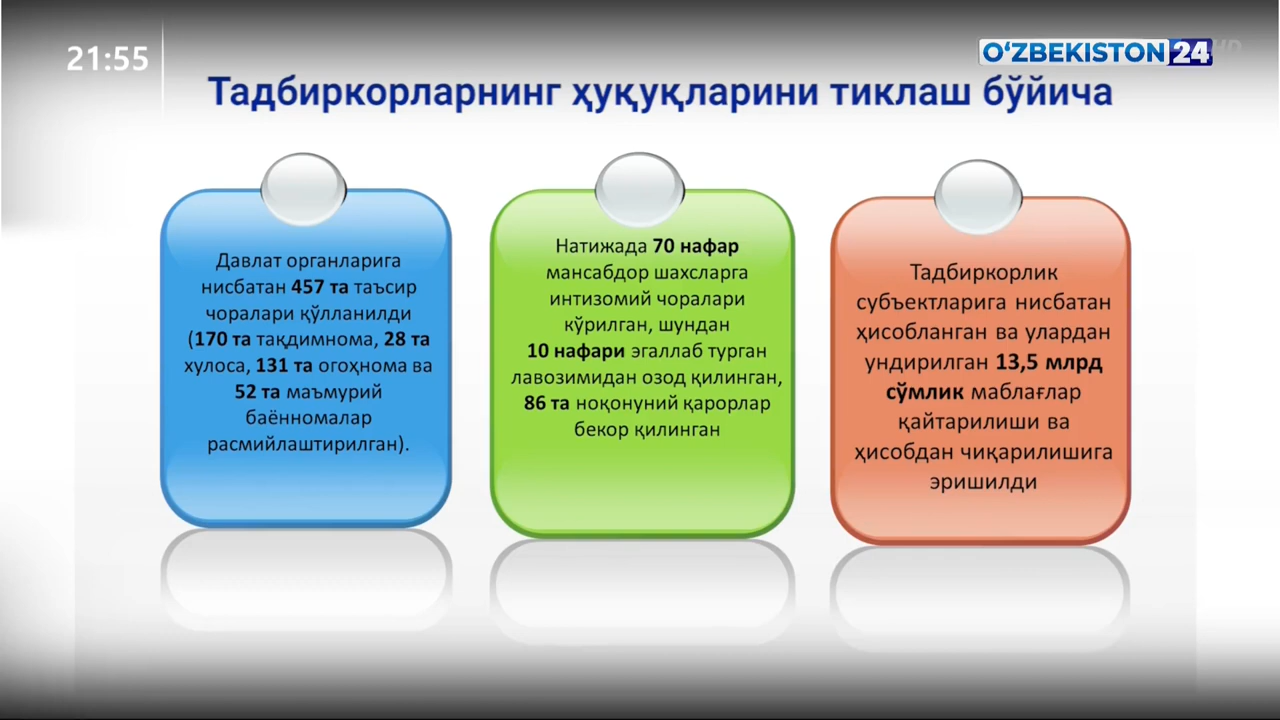 21:55
O‘ZBEKISTON 24
HD
Тадбиркорларнинг ҳуқуқларини тиклаш бўйича
Давлат органларига
нисбатан 457 та таъсир
чоралари қўлланилди
(170 та тақдимнома, 28 та
хулоса, 131 та огоҳнома ва
52 та маъмурий
баённомалар
расмийлаштирилган).
Натижада 70 нафар
мансабдор шахсларга
интизомий чоралари
кўрилган, шундан
10 нафари эгаллаб турган
лавозимидан озод қилинган,
86 та ноқонуний қарорлар
бекор қилинган
Тадбиркорлик
субъектларига нисбатан
ҳисобланган ва улардан
ундирилган 13,5 млрд
сўмлик маблағлар
қайтарилиши ва
ҳисобдан чиқарилишига
эришилди